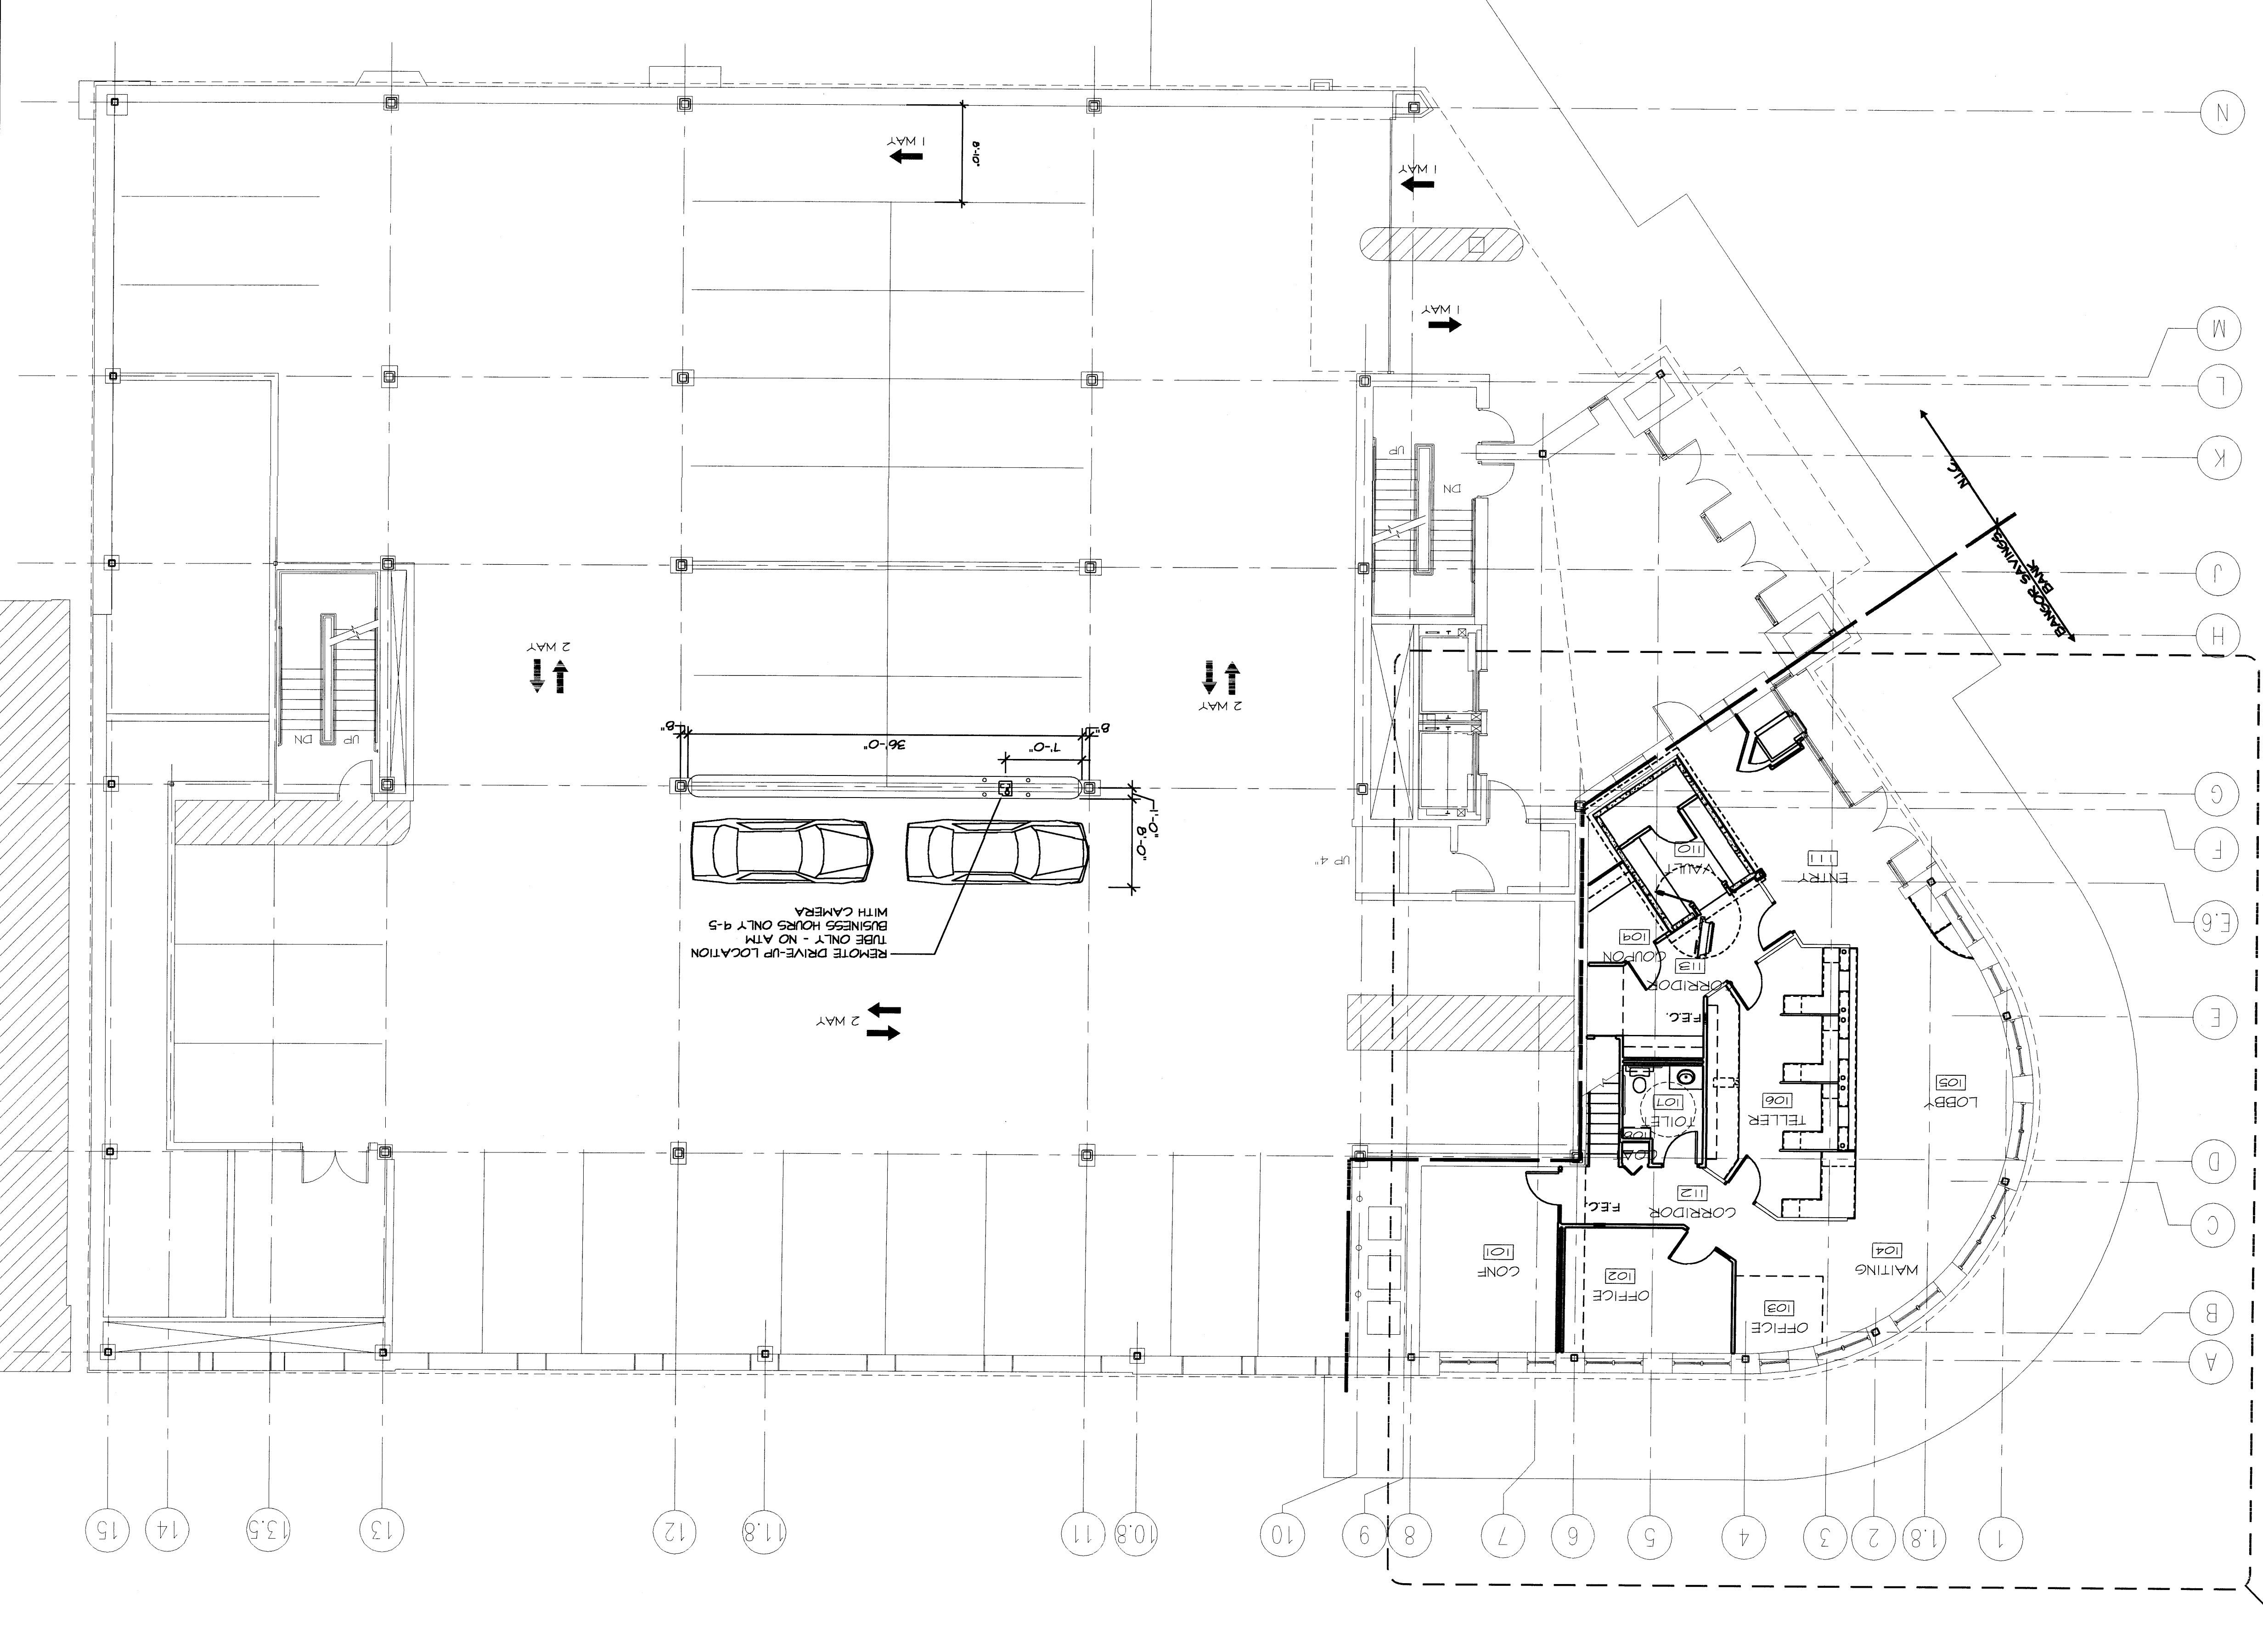 1
1.8
2
3
4
5
6
7
8
9
10
10.8
11
11.8
12
13
13.5
14
15
A
B
OFFICE
103
OFFICE
102
CONF
101
WAITING
104
C
CORRIDOR
112
F.E.C.
D
LOBBY
105
TELLER
106
TOILET
107
COAT
108
E
F.E.C.
CORRIDOR
113
COUPON
109
2 WAY
REMOTE DRIVE-UP LOCATION
TUBE ONLY - NO ATM
BUSINESS HOURS ONLY 9-5
WITH CAMERA
E.6
ENTRY
111
VAULT
110
UP 4"
F
G
8'-0"
1'-0"
8"
7'-0"
36'-0"
8"
UP
DN
2 WAY
2 WAY
H
BANGOR SAVINGS
BANK
N.I.C.
J
K
DN
UP
L
M
1 WAY
1 WAY
1 WAY
8'-10"
N